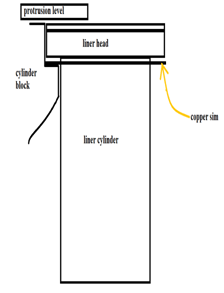 protrusion level
liner head
cylinder
block
copper sim
liner cylinder